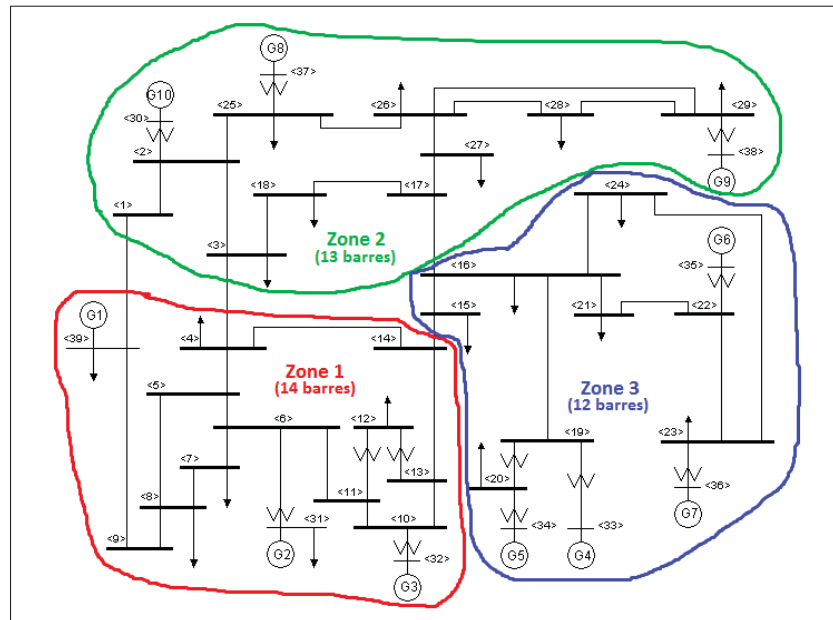 G8
<37>
G10
<30>
<25>
<26>
<28>
<29>
<2>
<27>
<38>
G9
<18>
<17>
<24>
<1>
Zone 2
(13 barres)
<3>
G6
<16>
<35>
<15>
<21>
<22>
G1
<39>
<4>
<14>
Zone 1
(14 barres)
Zone 3
(12 barres)
<5>
<6>
<12>
<19>
<23>
<7>
<13>
<20>
<8>
<11>
<36>
<9>
<31>
<10>
<34>
<33>
G7
G2
<32>
G5
G4
G3